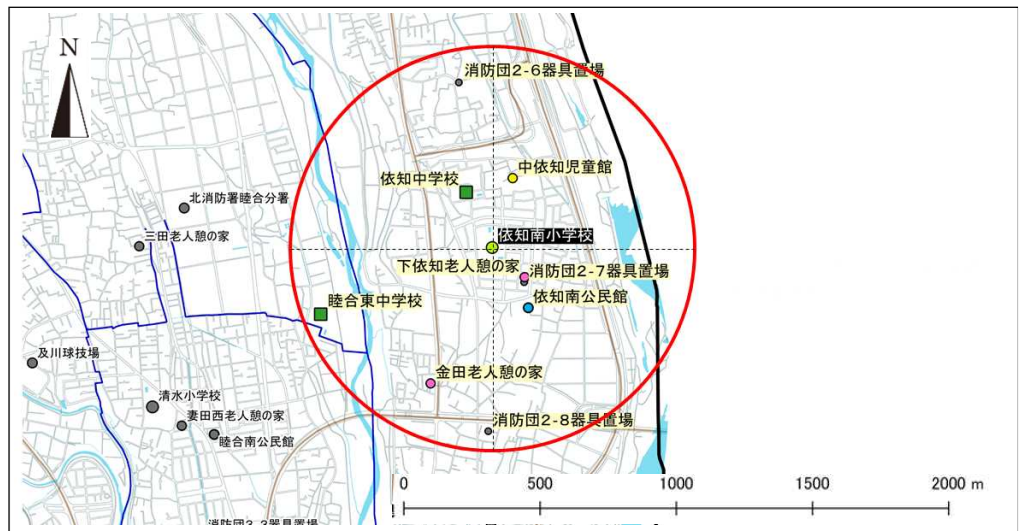 N
消防団2-6器具置場
依知中学校
中依知児童館
北消防署睦合分署
三田老人憩の家
依知南小学校
下依知老人憩の家
消防団2-7器具置場
睦合東中学校
依知南公民館
及川球技場
金田老人憩の家
清水小学校
妻田西老人憩の家
消防団2-8器具置場
睦合南公民館
0 500 1000 1500 2000 m